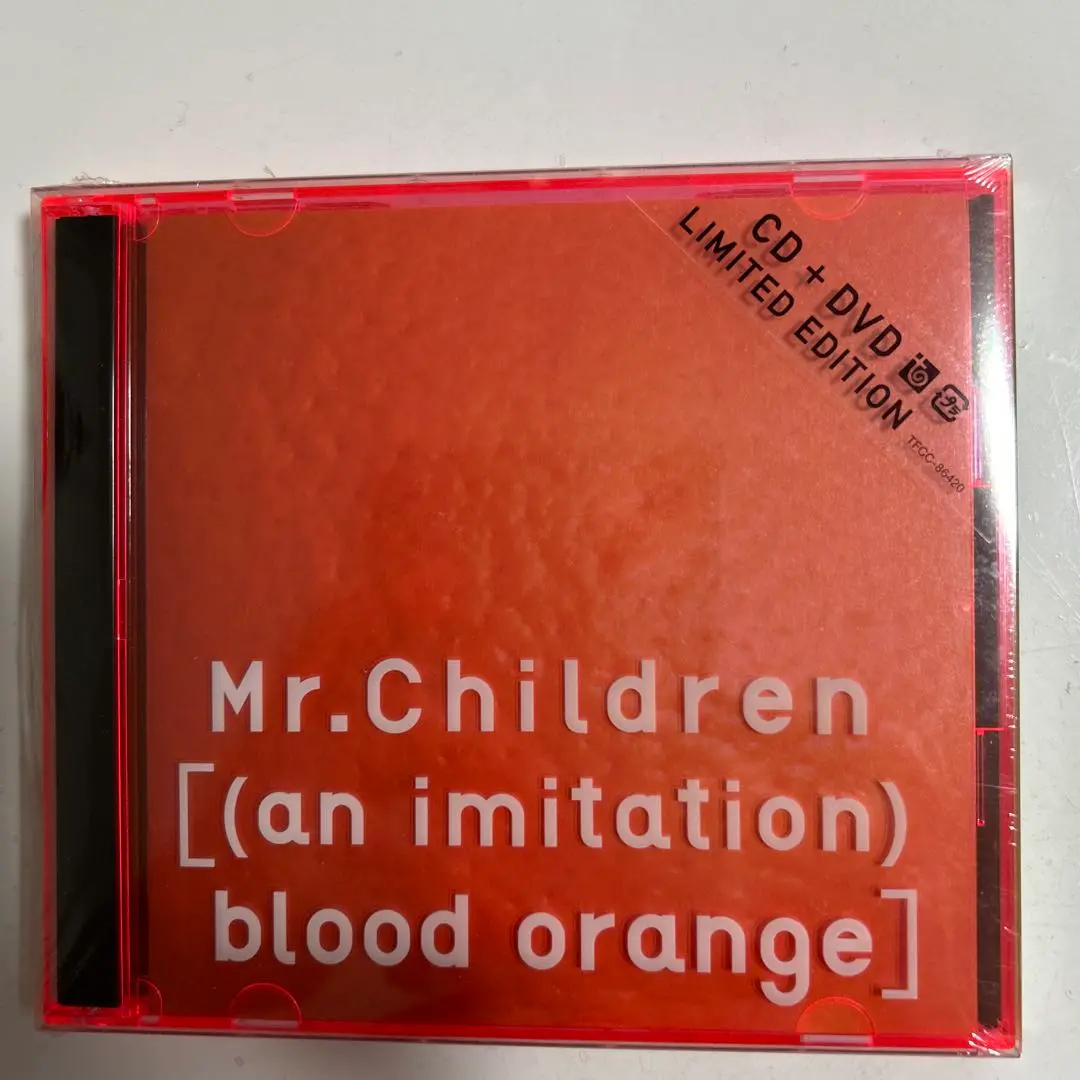 CD + DVD
LIMITED EDITION
TFCC-86420
Mr.Children
[(an imitation)
blood orange]